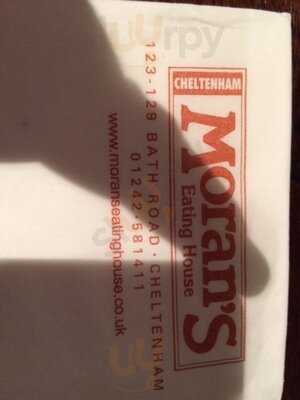 CHELTENHAM
Moran's
Eating House
123-129 BATH ROAD · CHELTENHAM
01242 581411
www.moranseatinghouse.co.uk